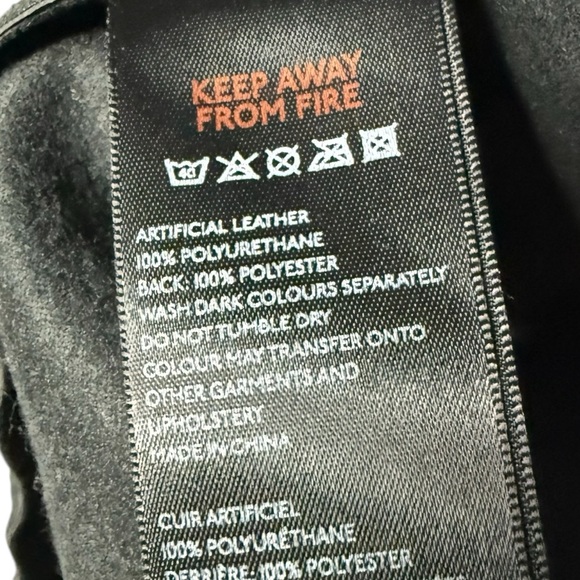 KEEP AWAY
FROM FIRE
40
ARTIFICIAL LEATHER
100% POLYURETHANE
BACK: 100% POLYESTER
WASH DARK COLOURS SEPARATELY
DO NOT TUMBLE DRY
COLOUR MAY TRANSFER ONTO
OTHER GARMENTS AND
UPHOLSTERY
MADE IN CHINA
CUIR ARTIFICIEL
100% POLYURÉTHANE
DERRIÈRE: 100% POLYESTER